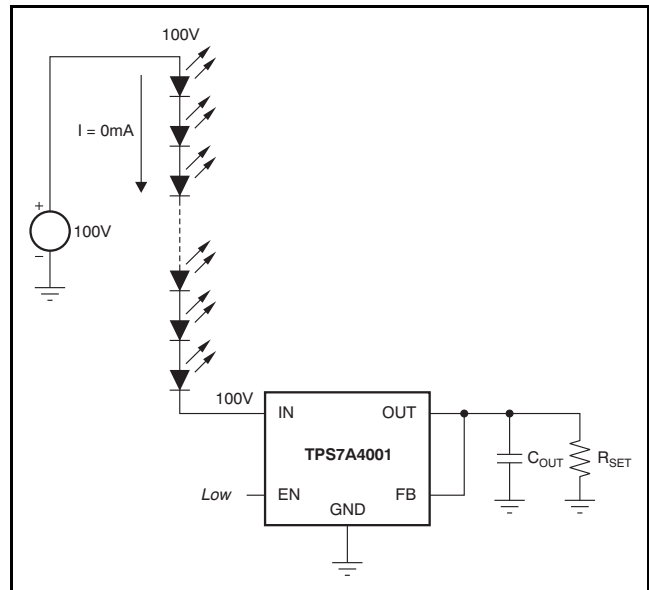 100V
I = 0mA
+
100V
–
100V
IN
OUT
TPS7A4001
C_OUT
R_SET
Low
EN
FB
GND